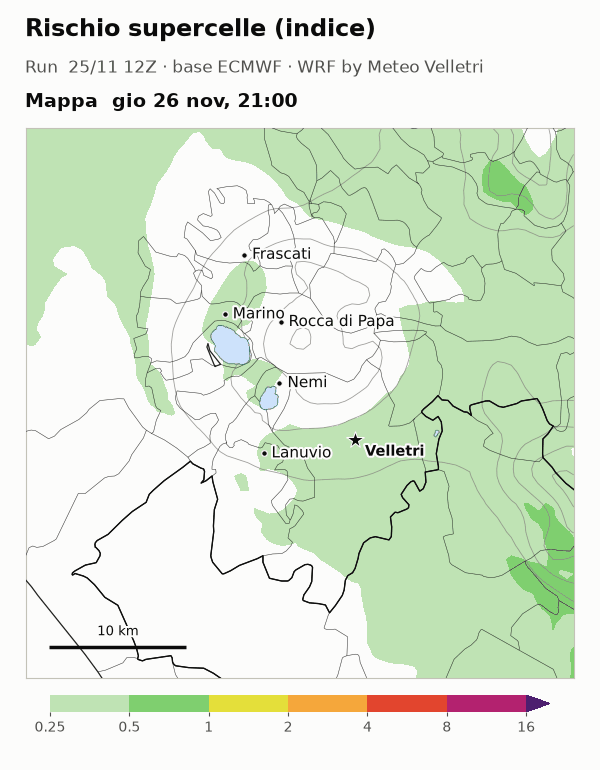 Rischio supercelle (indice)
Run  25/11 12Z · base ECMWF · WRF by Meteo Velletri
Mappa  gio 26 nov, 21:00
Frascati
Marino
Rocca di Papa
Nemi
Velletri
Lanuvio
10 km
0.25 0.5 1 2 4 8 16